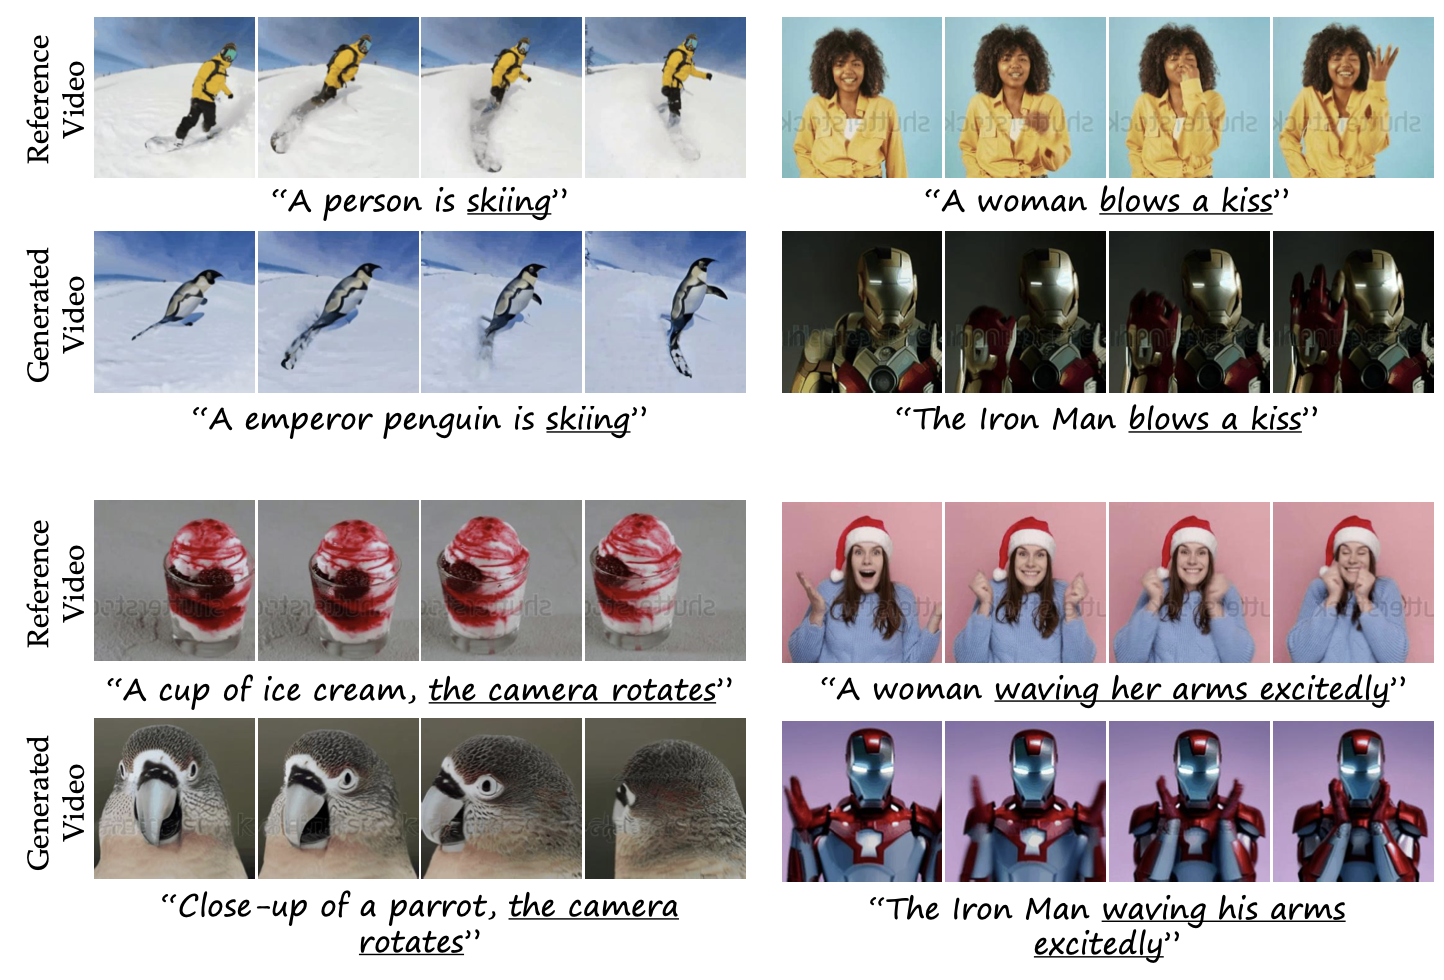 Reference
Video
"A person is skiing"
"A woman blows a kiss"
Generated
Video
"A emperor penguin is skiing"
"The Iron Man blows a kiss"
Reference
Video
"A cup of ice cream, the camera rotates"
"A woman waving her arms excitedly"
Generated
Video
"Close-up of a parrot, the camera
rotates"
"The Iron Man waving his arms
excitedly"